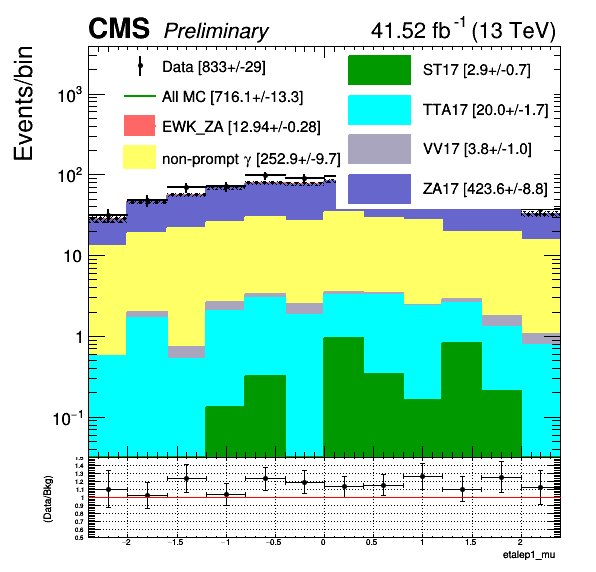 CMS Preliminary 41.52 fb⁻¹ (13 TeV)
Events/bin
Data [833+/-29]
All MC [716.1+/-13.3]
EWK_ZA [12.94+/-0.28]
non-prompt γ [252.9+/-9.7]
ST17 [2.9+/-0.7]
TTA17 [20.0+/-1.7]
VV17 [3.8+/-1.0]
ZA17 [423.6+/-8.8]
10³
10²
10
1
10⁻¹
(Data/Bkg)
1.5
1.4
1.3
1.2
1.1
1
0.9
0.8
0.7
0.6
0.5
−2 −1.5 −1 −0.5 0 0.5 1 1.5 2
etalep1_mu